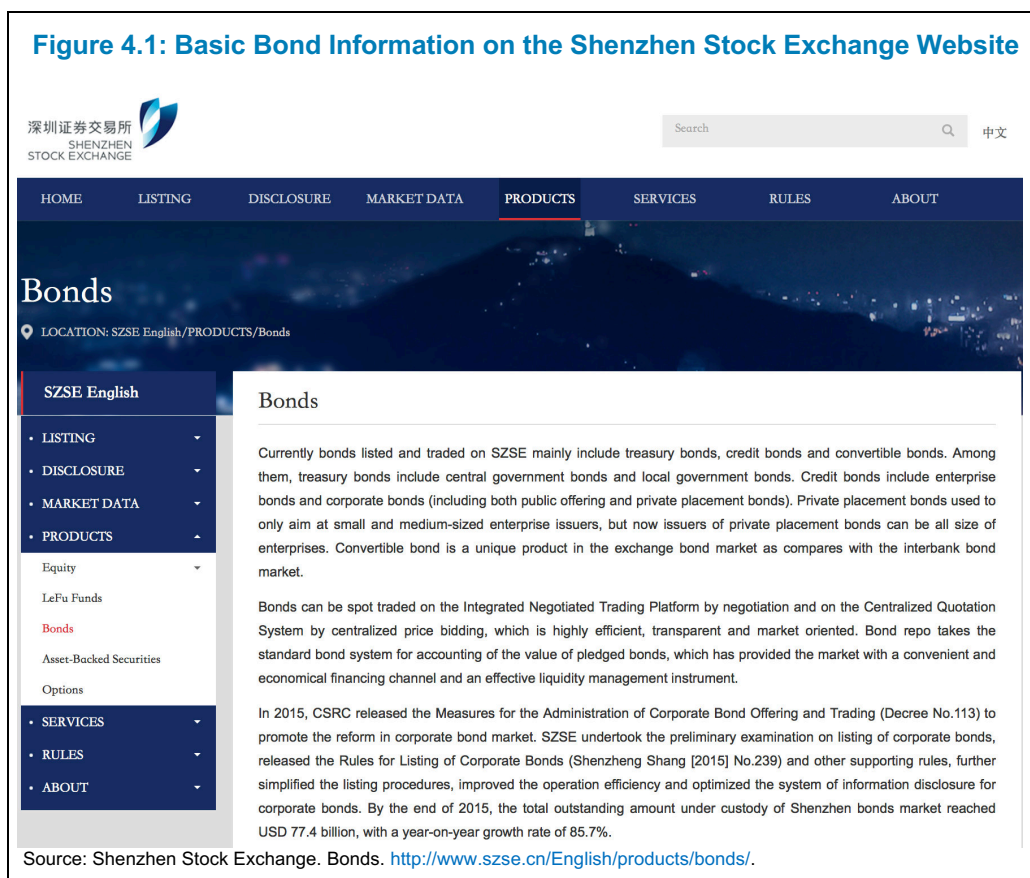 Figure 4.1: Basic Bond Information on the Shenzhen Stock Exchange Website
深圳证券交易所
SHENZHEN
STOCK EXCHANGE
Search
中文
HOME LISTING DISCLOSURE MARKET DATA PRODUCTS SERVICES RULES ABOUT
Bonds
LOCATION: SZSE English/PRODUCTS/Bonds
SZSE English
• LISTING
• DISCLOSURE
• MARKET DATA
• PRODUCTS
Equity
LeFu Funds
Bonds
Asset-Backed Securities
Options
• SERVICES
• RULES
• ABOUT
Bonds
Currently bonds listed and traded on SZSE mainly include treasury bonds, credit bonds and convertible bonds. Among
them, treasury bonds include central government bonds and local government bonds. Credit bonds include enterprise
bonds and corporate bonds (including both public offering and private placement bonds). Private placement bonds used to
only aim at small and medium-sized enterprise issuers, but now issuers of private placement bonds can be all size of
enterprises. Convertible bond is a unique product in the exchange bond market as compares with the interbank bond
market.
Bonds can be spot traded on the Integrated Negotiated Trading Platform by negotiation and on the Centralized Quotation
System by centralized price bidding, which is highly efficient, transparent and market oriented. Bond repo takes the
standard bond system for accounting of the value of pledged bonds, which has provided the market with a convenient and
economical financing channel and an effective liquidity management instrument.
In 2015, CSRC released the Measures for the Administration of Corporate Bond Offering and Trading (Decree No.113) to
promote the reform in corporate bond market. SZSE undertook the preliminary examination on listing of corporate bonds,
released the Rules for Listing of Corporate Bonds (Shenzheng Shang [2015] No.239) and other supporting rules, further
simplified the listing procedures, improved the operation efficiency and optimized the system of information disclosure for
corporate bonds. By the end of 2015, the total outstanding amount under custody of Shenzhen bonds market reached
USD 77.4 billion, with a year-on-year growth rate of 85.7%.
Source: Shenzhen Stock Exchange. Bonds. http://www.szse.cn/English/products/bonds/.